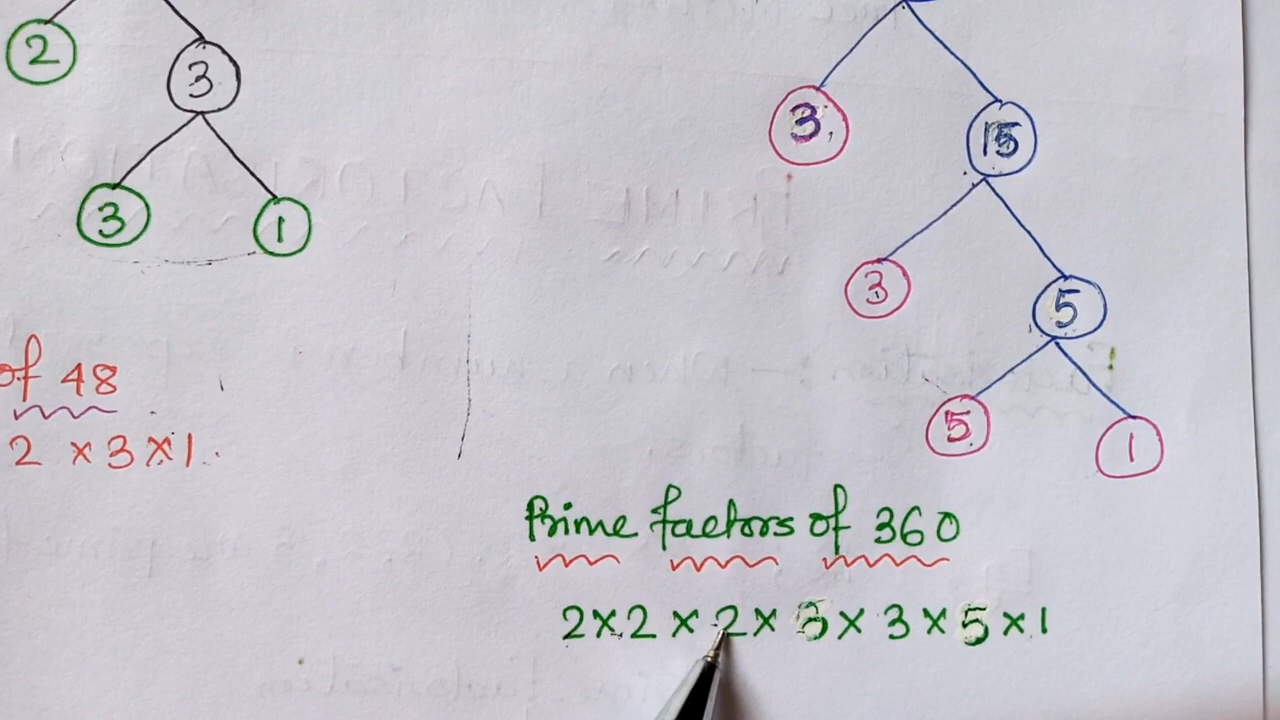 2
3
3 1
of 48
2 × 3 × 1.
3
15
3
5
5 1
Prime factors of 360
2 × 2 × 2 × 3 × 3 × 5 × 1